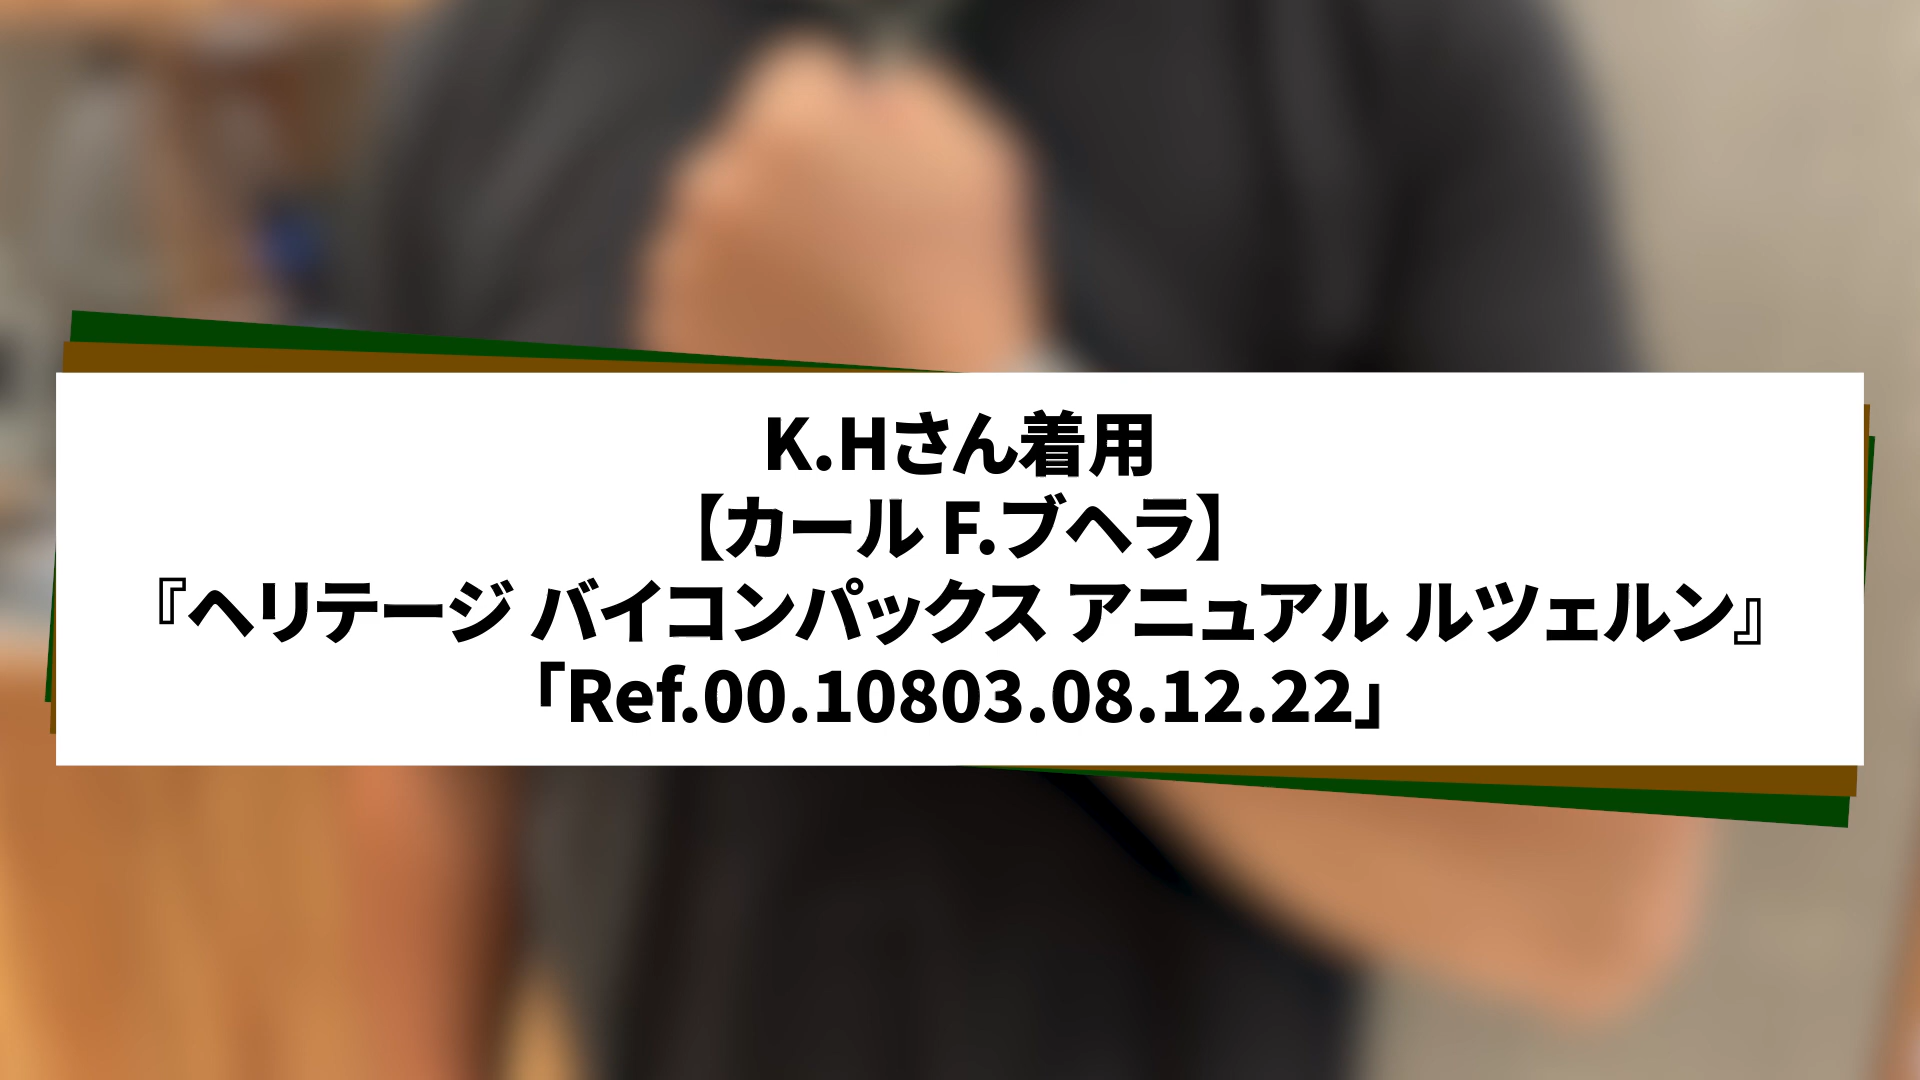 K.Hさん着用
【カール F.ブヘラ】
『ヘリテージ バイコンパックス アニュアル ルツェルン』
「Ref.00.10803.08.12.22」